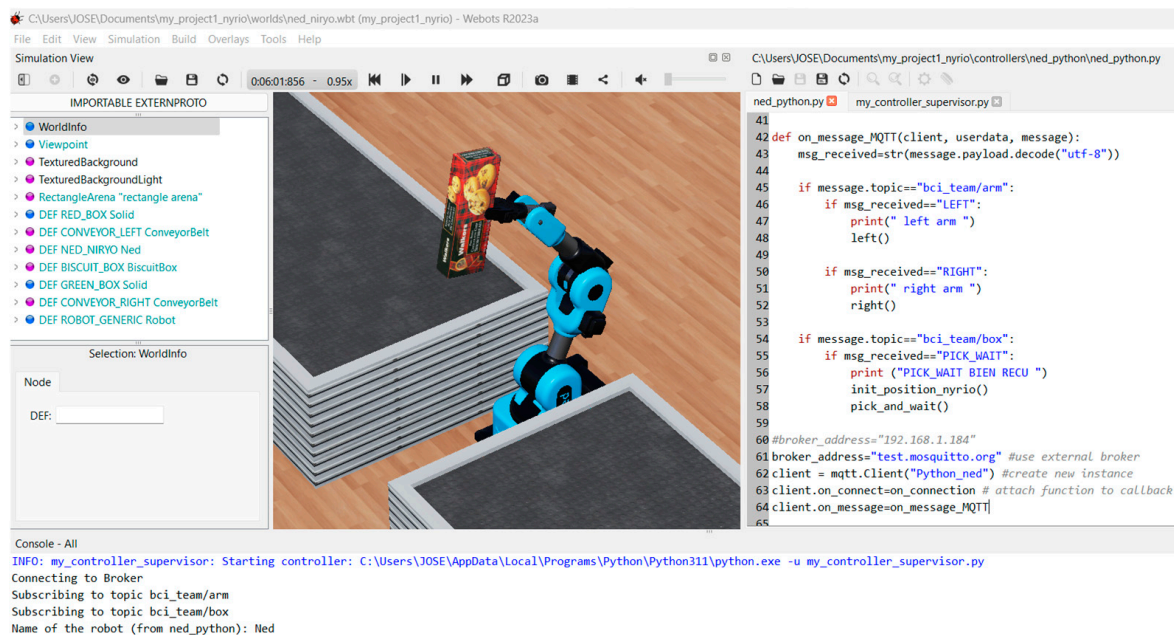 C:\Users\JOSE\Documents\my_project1_nyrio\worlds\ned_niryo.wbt (my_project1_nyrio) - Webots R2023a
File Edit View Simulation Build Overlays Tools Help
Simulation View
0:06:01:856 - 0.95x
IMPORTABLE EXTERNPROTO
WorldInfo
Viewpoint
TexturedBackground
TexturedBackgroundLight
RectangleArena "rectangle arena"
DEF RED_BOX Solid
DEF CONVEYOR_LEFT ConveyorBelt
DEF NED_NIRYO Ned
DEF BISCUIT_BOX BiscuitBox
DEF GREEN_BOX Solid
DEF CONVEYOR_RIGHT ConveyorBelt
DEF ROBOT_GENERIC Robot
Selection: WorldInfo
Node
DEF:
Walkers
C:\Users\JOSE\Documents\my_project1_nyrio\controllers\ned_python\ned_python.py
ned_python.py my_controller_supervisor.py
41
42 def on_message_MQTT(client, userdata, message):
43 msg_received=str(message.payload.decode("utf-8"))
44
45 if message.topic=="bci_team/arm":
46 if msg_received=="LEFT":
47 print(" left arm ")
48 left()
49
50 if msg_received=="RIGHT":
51 print(" right arm ")
52 right()
53
54 if message.topic=="bci_team/box":
55 if msg_received=="PICK_WAIT":
56 print ("PICK_WAIT BIEN RECU ")
57 init_position_nyrio()
58 pick_and_wait()
59
60 #broker_address="192.168.1.184"
61 broker_address="test.mosquitto.org" #use external broker
62 client = mqtt.Client("Python_ned") #create new instance
63 client.on_connect=on_connection # attach function to callback
64 client.on_message=on_message_MQTT
65
Console - All
INFO: my_controller_supervisor: Starting controller: C:\Users\JOSE\AppData\Local\Programs\Python\Python311\python.exe -u my_controller_supervisor.py
Connecting to Broker
Subscribing to topic bci_team/arm
Subscribing to topic bci_team/box
Name of the robot (from ned_python): Ned